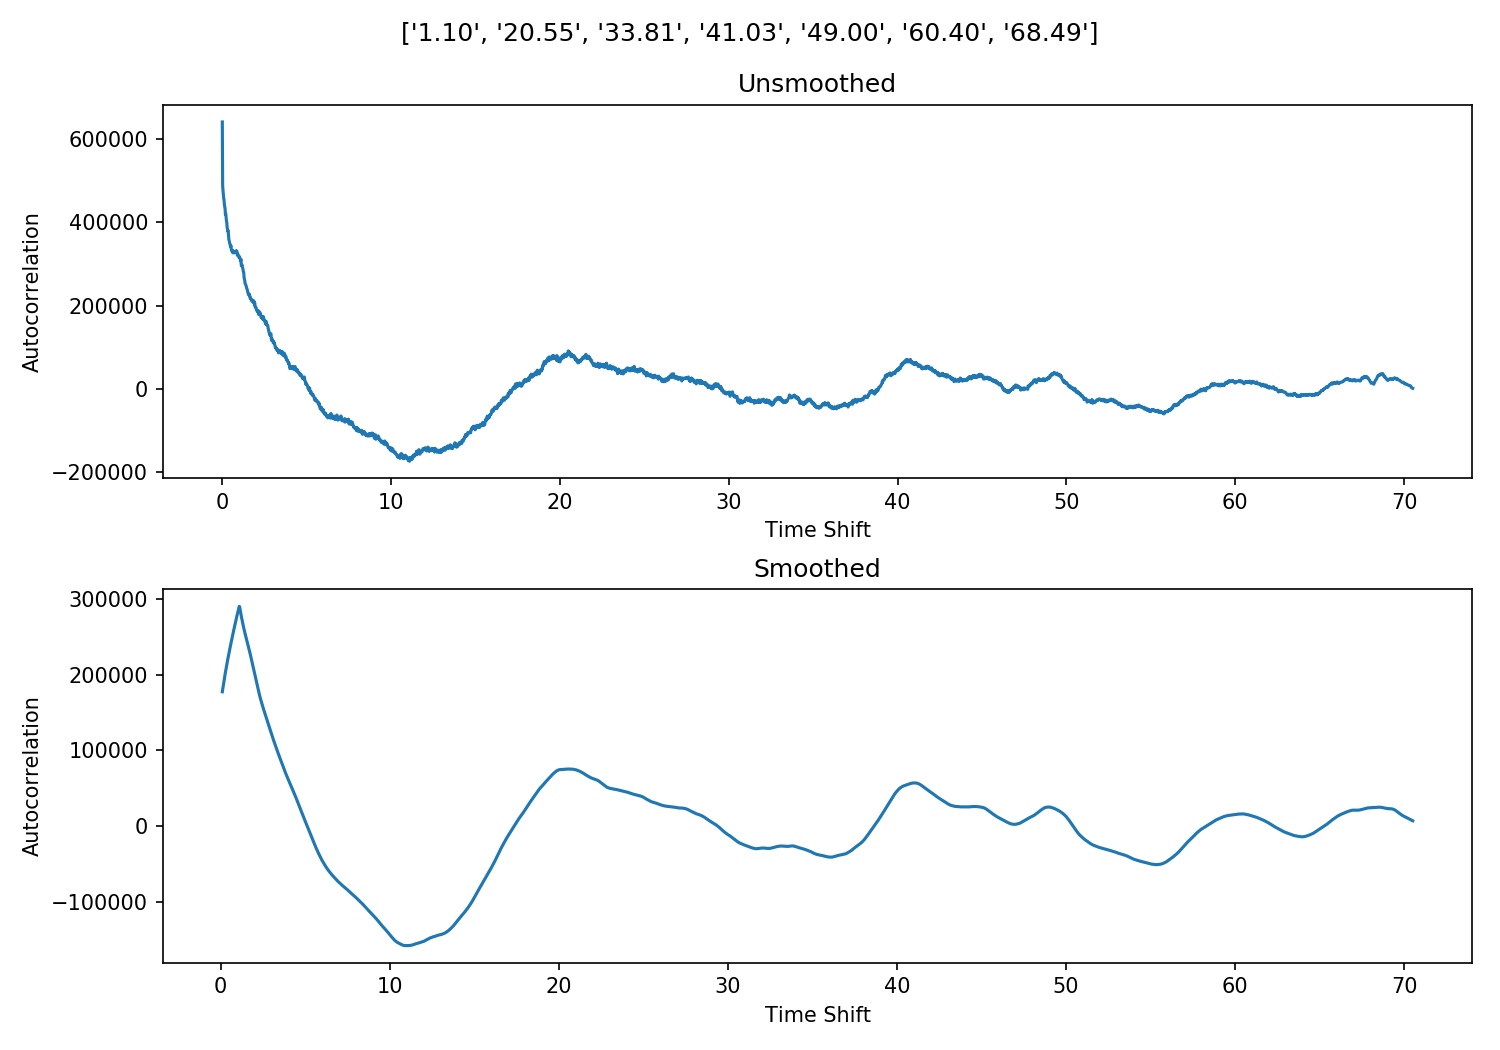 ['1.10', '20.55', '33.81', '41.03', '49.00', '60.40', '68.49']
Unsmoothed
600000
400000
200000
0
−200000
Autocorrelation
0 10 20 30 40 50 60 70
Time Shift
Smoothed
300000
200000
100000
0
−100000
Autocorrelation
0 10 20 30 40 50 60 70
Time Shift